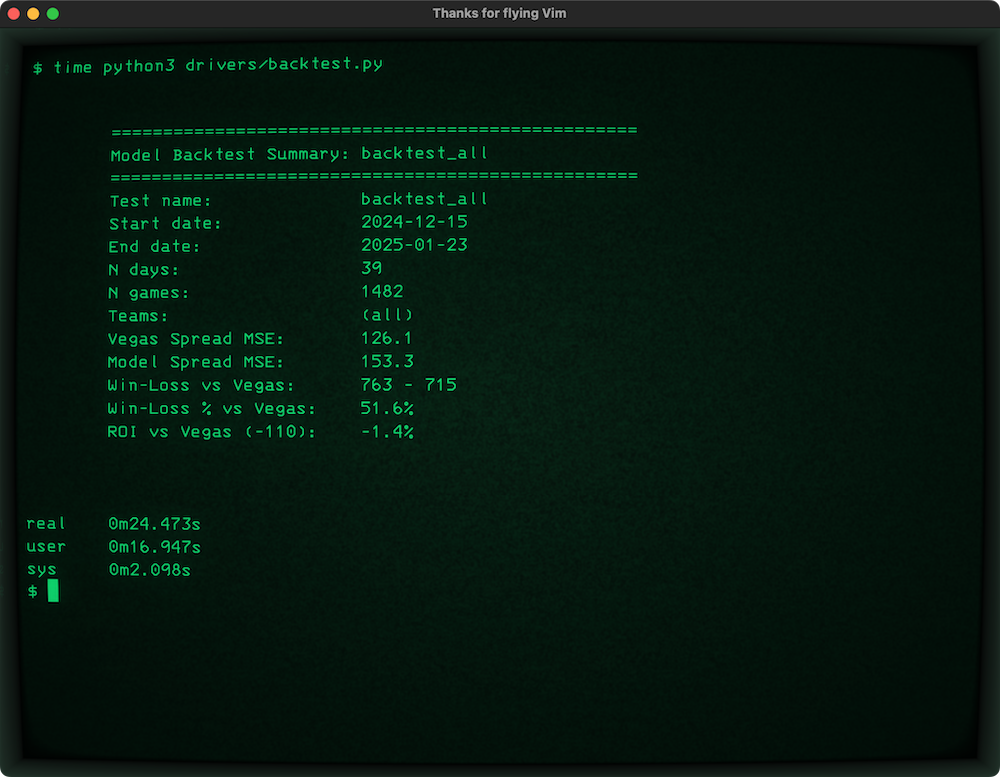 Thanks for flying Vim
$ time python3 drivers/backtest.py
===================================================
Model Backtest Summary: backtest_all
===================================================
Test name: backtest_all
Start date: 2024-12-15
End date: 2025-01-23
N days: 39
N games: 1482
Teams: (all)
Vegas Spread MSE: 126.1
Model Spread MSE: 153.3
Win-Loss vs Vegas: 763 - 715
Win-Loss % vs Vegas: 51.6%
ROI vs Vegas (-110): -1.4%
real 0m24.473s
user 0m16.947s
sys 0m2.098s
$